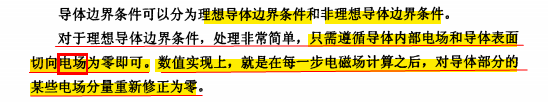 导体边界条件可以分为理想导体边界条件和非理想导体边界条件。
对于理想导体边界条件，处理非常简单，只需遵循导体内部电场和导体表面
切向电场为零即可。数值实现上，就是在每一步电磁场计算之后，对导体部分的
某些电场分量重新修正为零。